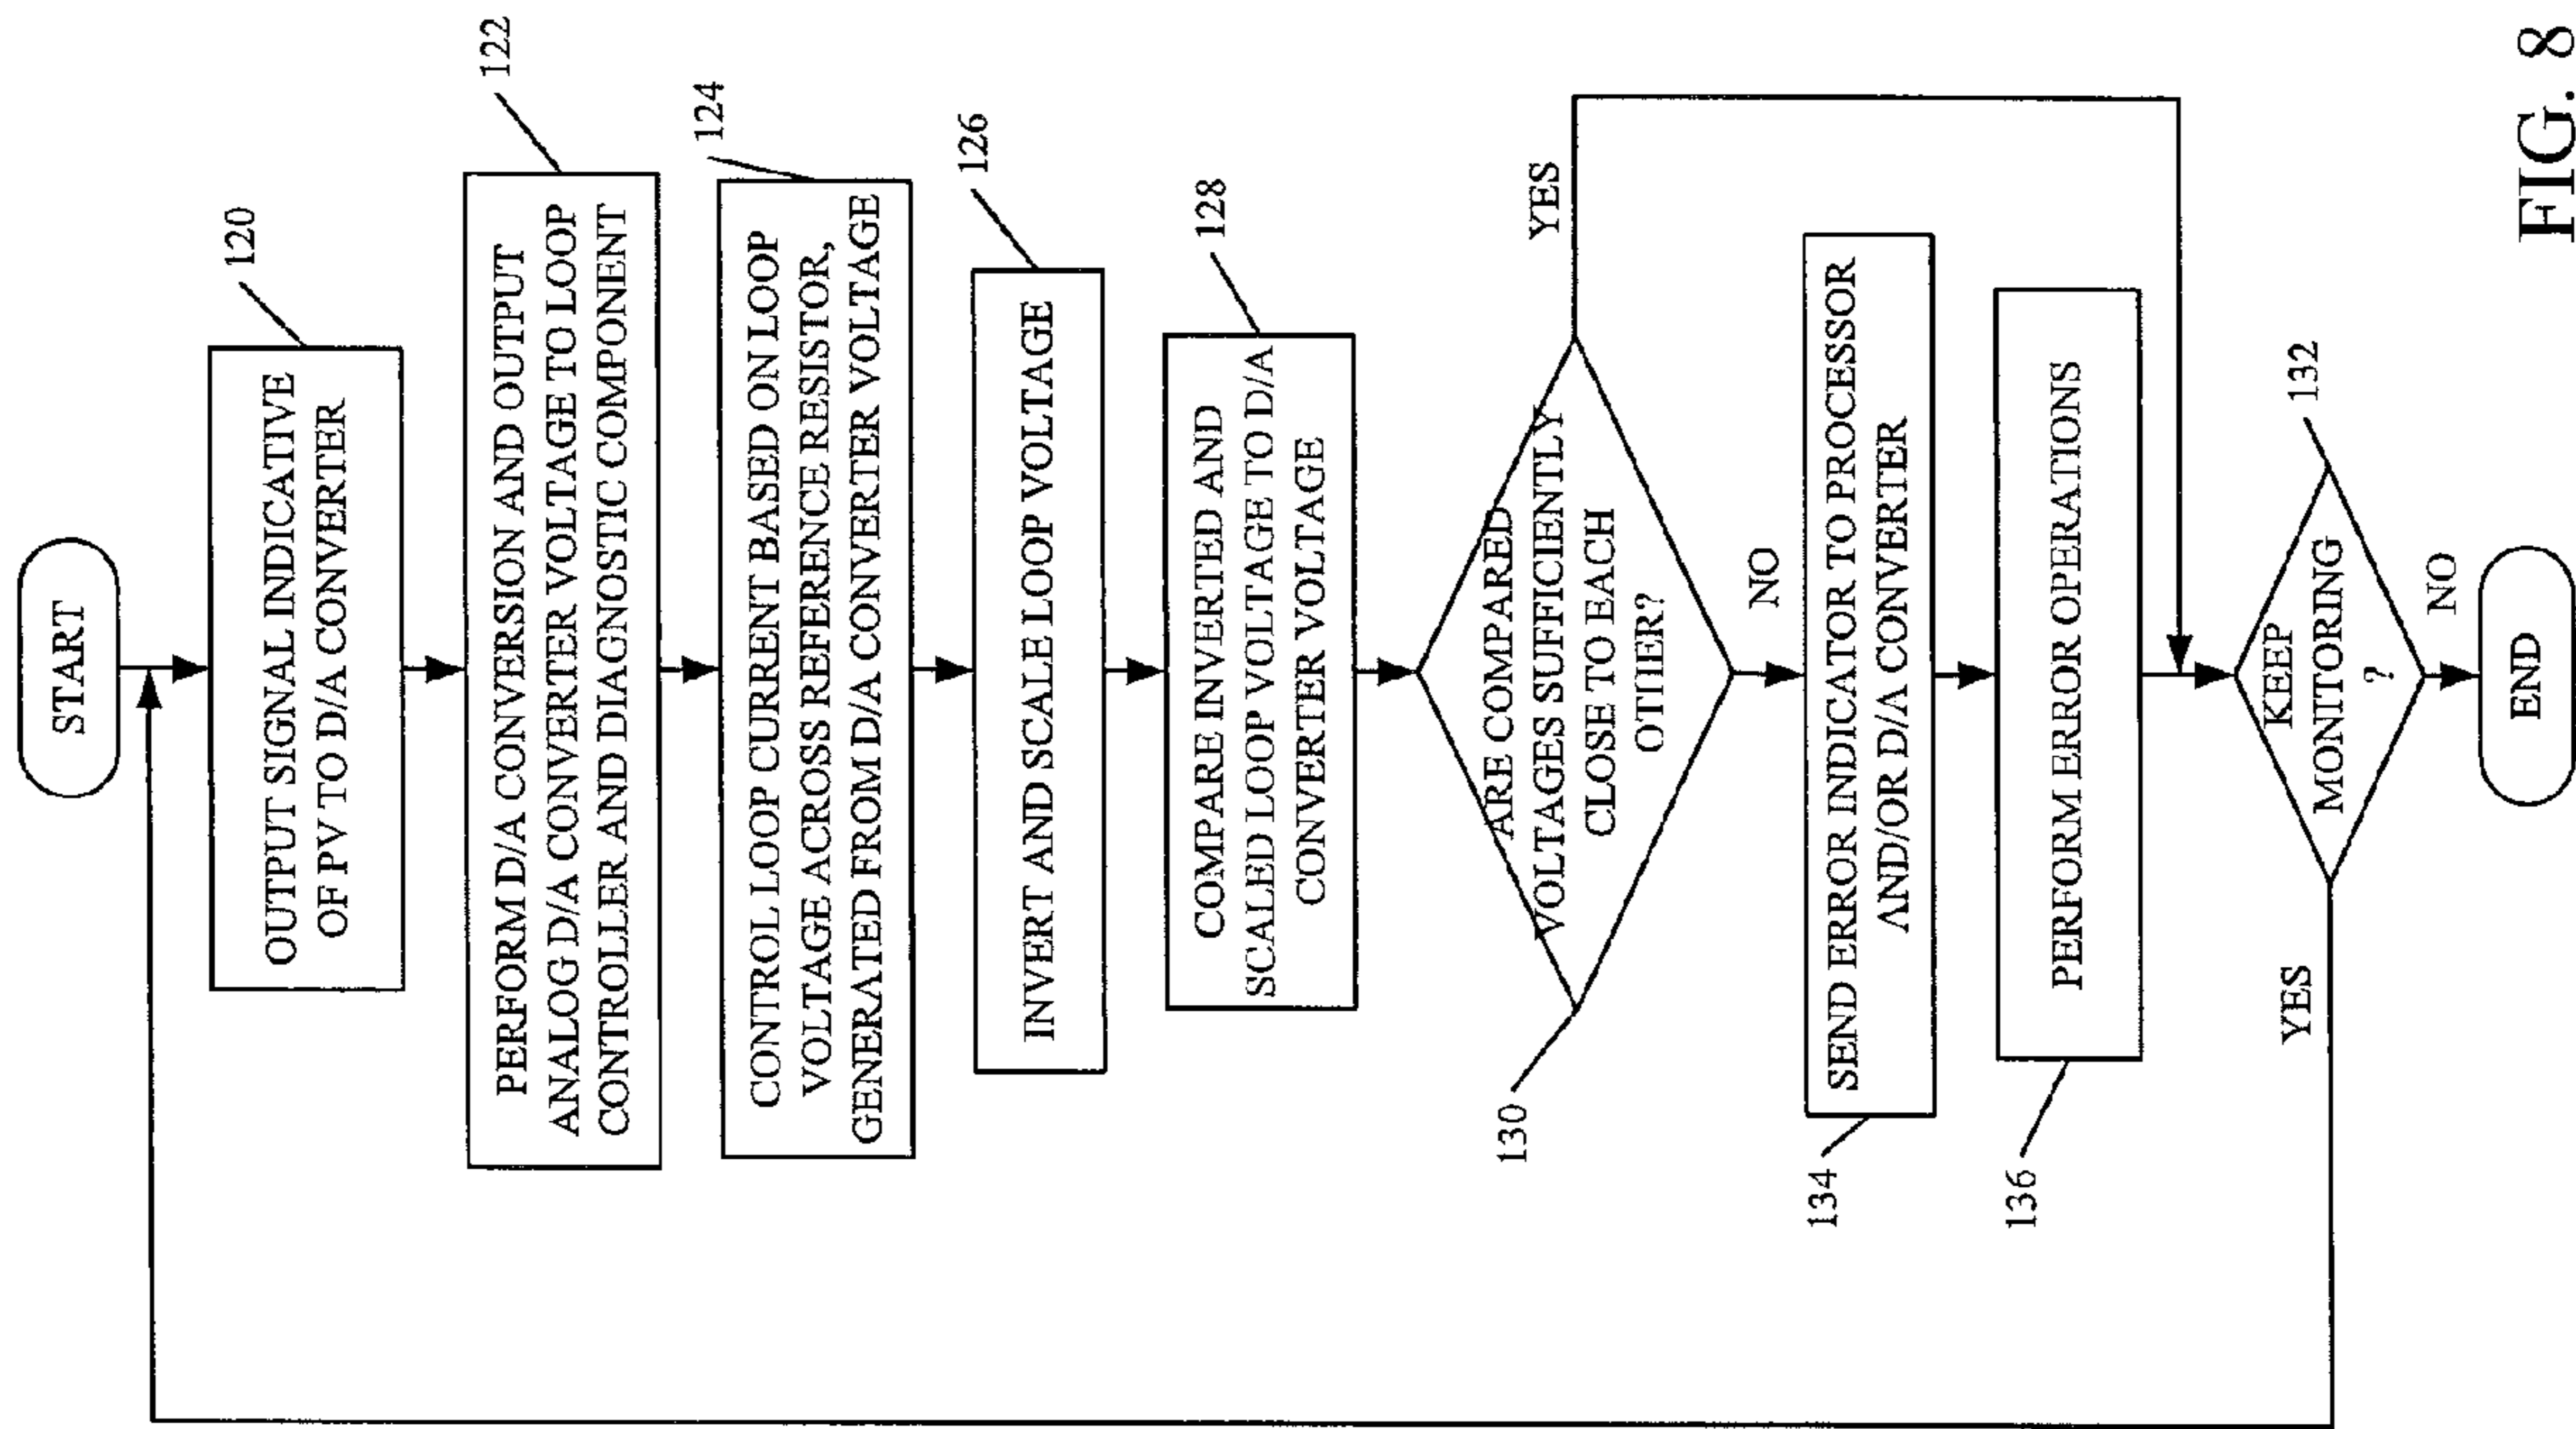 START
120
OUTPUT SIGNAL INDICATIVE
OF PV TO D/A CONVERTER
122
PERFORM D/A CONVERSION AND OUTPUT
ANALOG D/A CONVERTER VOLTAGE TO LOOP
CONTROLLER AND DIAGNOSTIC COMPONENT
124
CONTROL LOOP CURRENT BASED ON LOOP
VOLTAGE ACROSS REFERENCE RESISTOR,
GENERATED FROM D/A CONVERTER VOLTAGE
126
INVERT AND SCALE LOOP VOLTAGE
128
COMPARE INVERTED AND
SCALED LOOP VOLTAGE TO D/A
CONVERTER VOLTAGE
130
ARE COMPARED
VOLTAGES SUFFICIENTLY
CLOSE TO EACH
OTHER?
YES
NO
134
SEND ERROR INDICATOR TO PROCESSOR
AND/OR D/A CONVERTER
136
PERFORM ERROR OPERATIONS
132
KEEP
MONITORING
?
YES
NO
END
FIG. 8